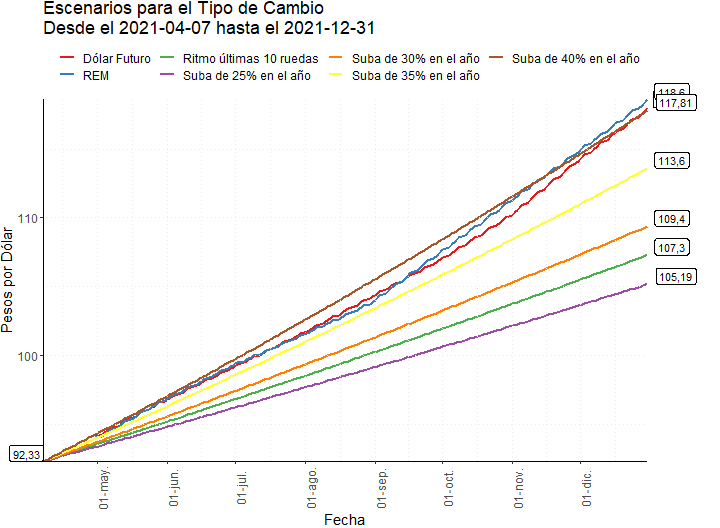 Escenarios para el Tipo de Cambio
Desde el 2021-04-07 hasta el 2021-12-31
Dólar Futuro
Ritmo últimas 10 ruedas
Suba de 30% en el año
Suba de 40% en el año
REM
Suba de 25% en el año
Suba de 35% en el año
118,6
117,81
113,6
110
109,4
107,3
105,19
100
92,33
Pesos por Dólar
01-may.
01-jun.
01-jul.
01-ago.
01-sep.
01-oct.
01-nov.
01-dic.
Fecha